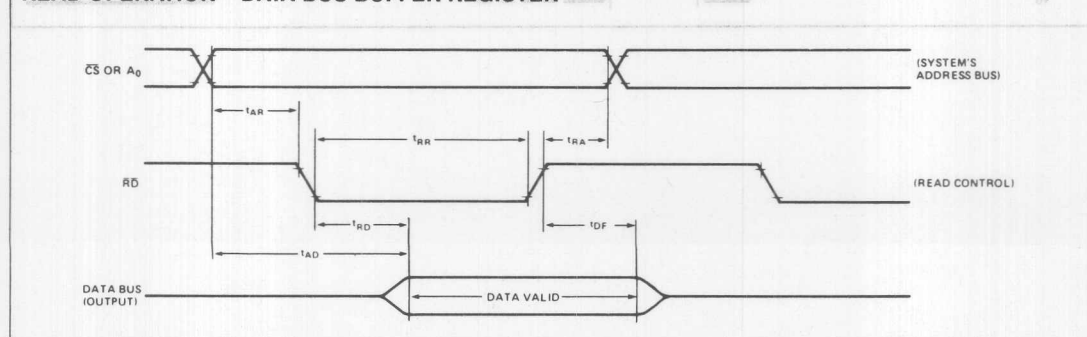 READ OPERATION—DATA BUS BUFFER REGISTER
CS OR A0
(SYSTEM'S
ADDRESS BUS)
tAR
tRR
tRA
RD
(READ CONTROL)
tRD
tDF
tAD
DATA BUS
(OUTPUT)
DATA VALID